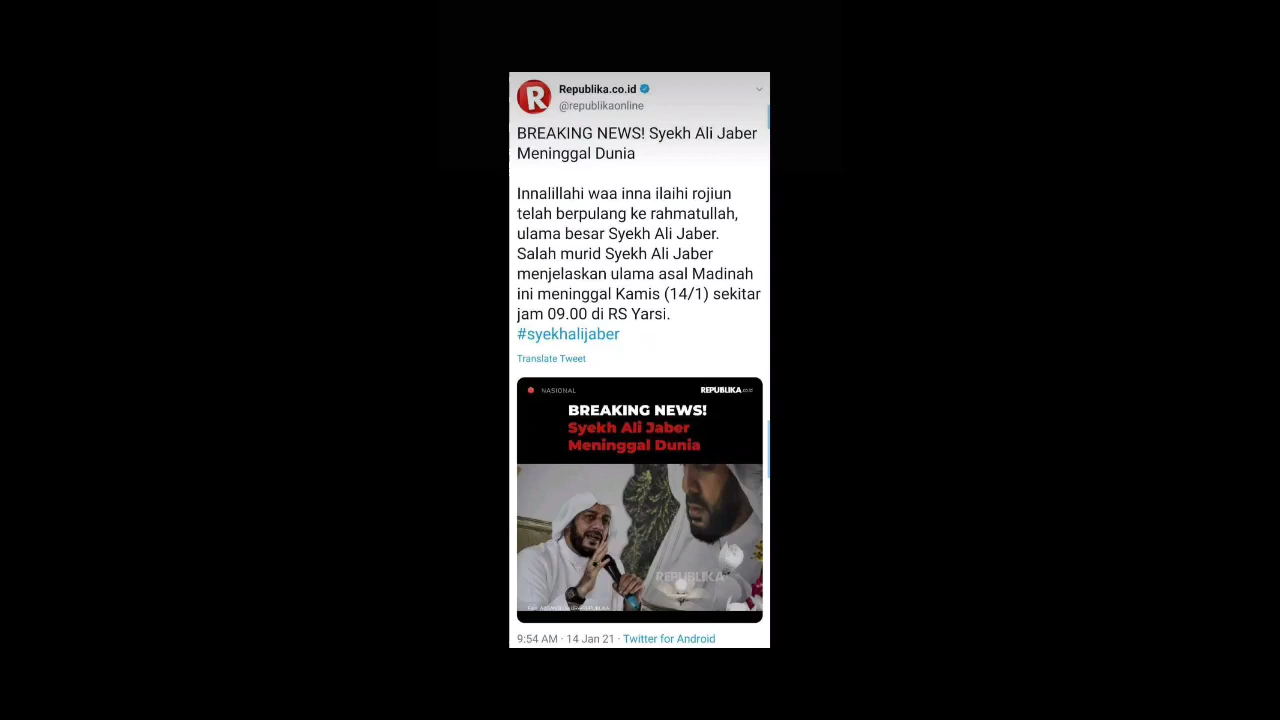 Republika.co.id
@republikaonline
BREAKING NEWS! Syekh Ali Jaber
Meninggal Dunia
Innalillahi waa inna ilaihi rojiun
telah berpulang ke rahmatullah,
ulama besar Syekh Ali Jaber.
Salah murid Syekh Ali Jaber
menjelaskan ulama asal Madinah
ini meninggal Kamis (14/1) sekitar
jam 09.00 di RS Yarsi.
#syekhalijaber
Translate Tweet
NASIONAL
REPUBLIKA.co.id
BREAKING NEWS!
Syekh Ali Jaber
Meninggal Dunia
REPUBLIKA
9:54 AM · 14 Jan 21 · Twitter for Android